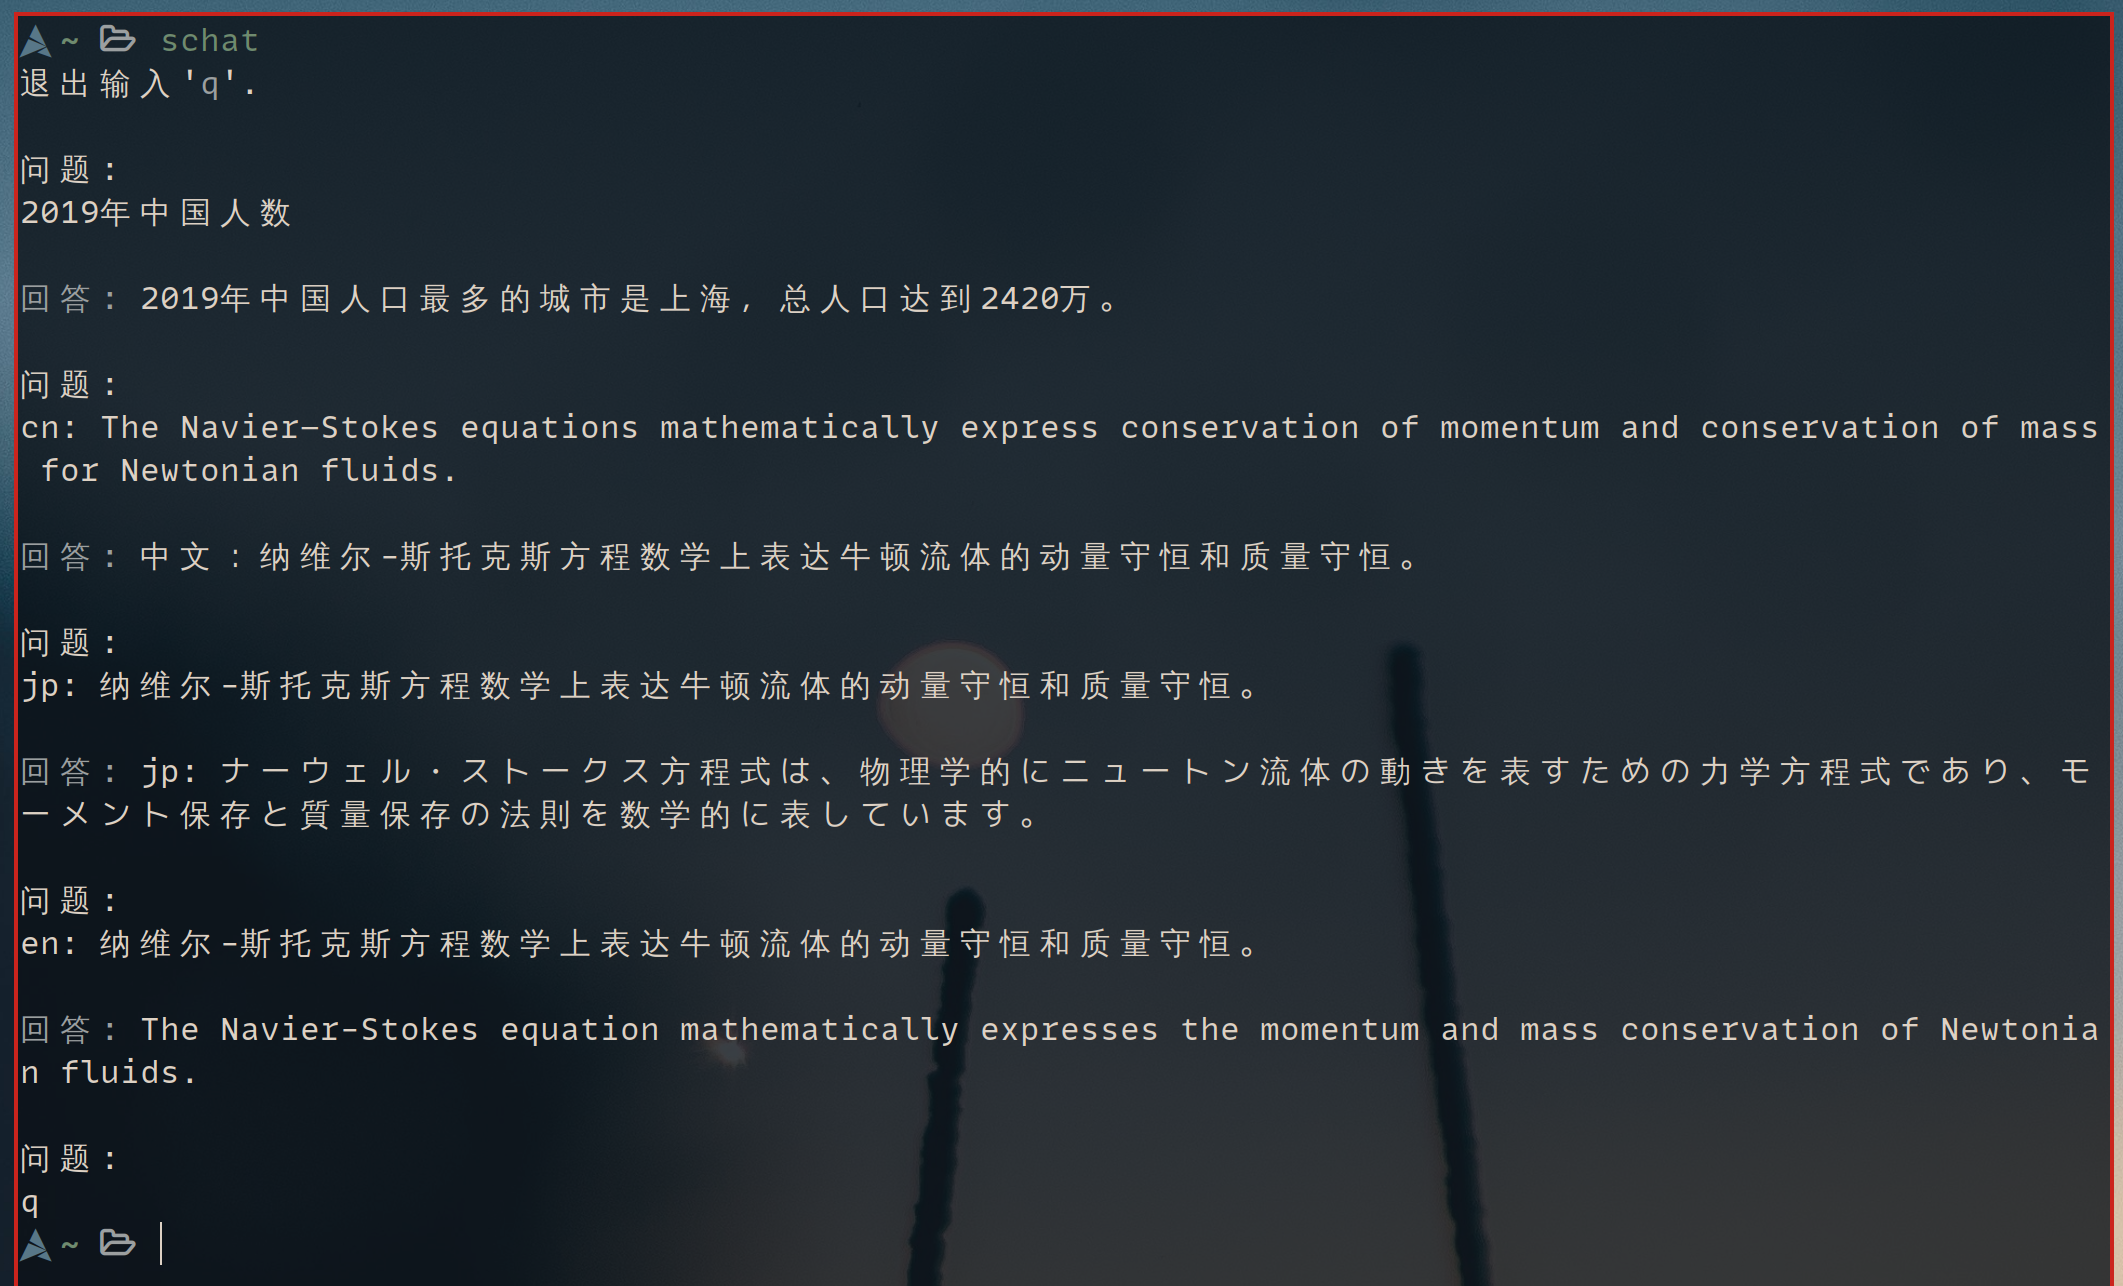 ~ schat
退出输入'q'.
问题:
2019年中国人数
回答: 2019年中国人口最多的城市是上海, 总人口达到2420万。
问题:
cn: The Navier–Stokes equations mathematically express conservation of momentum and conservation of mass
for Newtonian fluids.
回答: 中文:纳维尔-斯托克斯方程数学上表达牛顿流体的动量守恒和质量守恒。
问题:
jp: 纳维尔-斯托克斯方程数学上表达牛顿流体的动量守恒和质量守恒。
回答: jp: ナーウェル・ストークス方程式は、物理学的にニュートン流体の動きを表すための力学方程式であり、モ
ーメント保存と質量保存の法則を数学的に表しています。
问题:
en: 纳维尔-斯托克斯方程数学上表达牛顿流体的动量守恒和质量守恒。
回答: The Navier-Stokes equation mathematically expresses the momentum and mass conservation of Newtonia
n fluids.
问题:
q
~